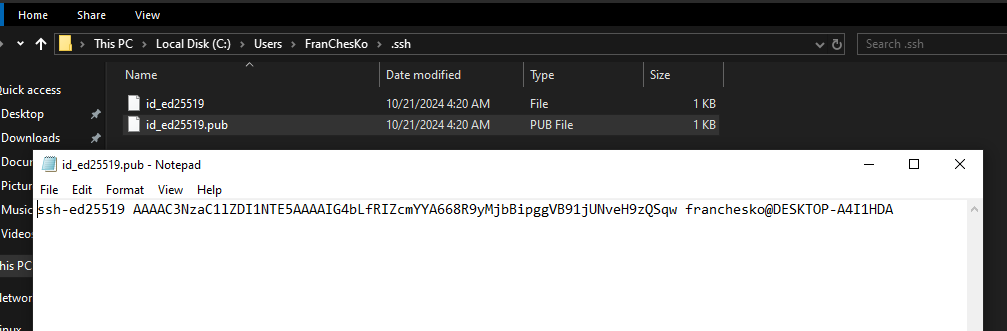 Home Share View
This PC Local Disk (C:) Users FranChesKo .ssh Search .ssh
Name Date modified Type Size
Quick access
id_ed25519 10/21/2024 4:20 AM File 1 KB
Desktop
id_ed25519.pub 10/21/2024 4:20 AM PUB File 1 KB
Downloads
Docu
id_ed25519.pub - Notepad
Pictur
File Edit Format View Help
Music
ssh-ed25519 AAAAC3NzaC1lZDI1NTE5AAAAIG4bLfRIZcmYYA668R9yMjbBipggVB91jUNveH9zQSqw franchesko@DESKTOP-A4I1HDA
Videos
his PC
Networ